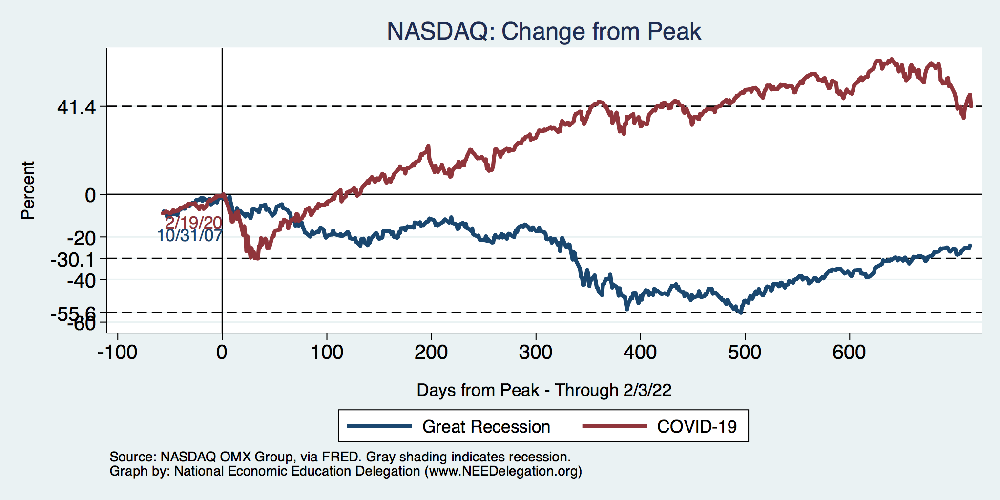 NASDAQ: Change from Peak
Percent
41.4
0
-20
-30.1
-40
-55.6
-60
2/19/20
10/31/07
-100 0 100 200 300 400 500 600
Days from Peak - Through 2/3/22
Great Recession COVID-19
Source: NASDAQ OMX Group, via FRED. Gray shading indicates recession.
Graph by: National Economic Education Delegation (www.NEEDelegation.org)